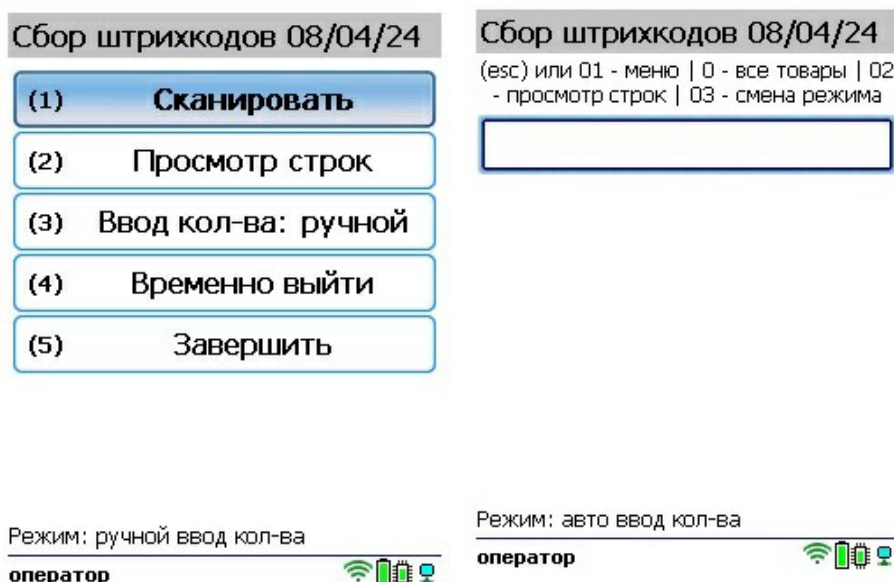 Сбор штрихкодов 08/04/24
(1) Сканировать
(2) Просмотр строк
(3) Ввод кол-ва: ручной
(4) Временно выйти
(5) Завершить
Режим: ручной ввод кол-ва
оператор
Сбор штрихкодов 08/04/24
(esc) или 01 - меню | 0 - все товары | 02
- просмотр строк | 03 - смена режима
Режим: авто ввод кол-ва
оператор